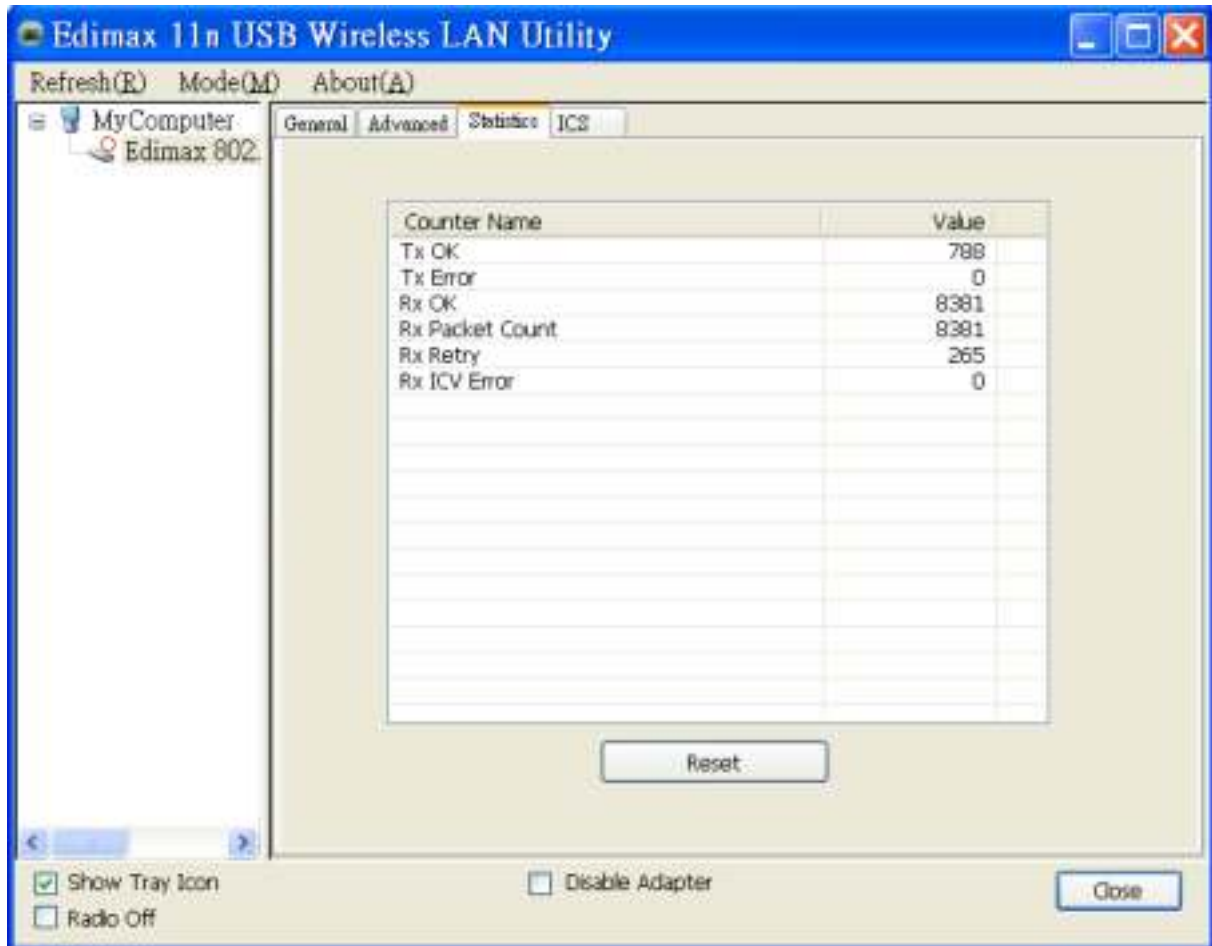 Edimax 11n USB Wireless LAN Utility
Refresh(R) Mode(M) About(A)
MyComputer
Edimax 802.
General Advanced Statistics ICS
Counter Name Value
Tx OK 788
Tx Error 0
Rx OK 8381
Rx Packet Count 8381
Rx Retry 265
Rx ICV Error 0
Reset
Show Tray Icon
Radio Off
Disable Adapter
Close